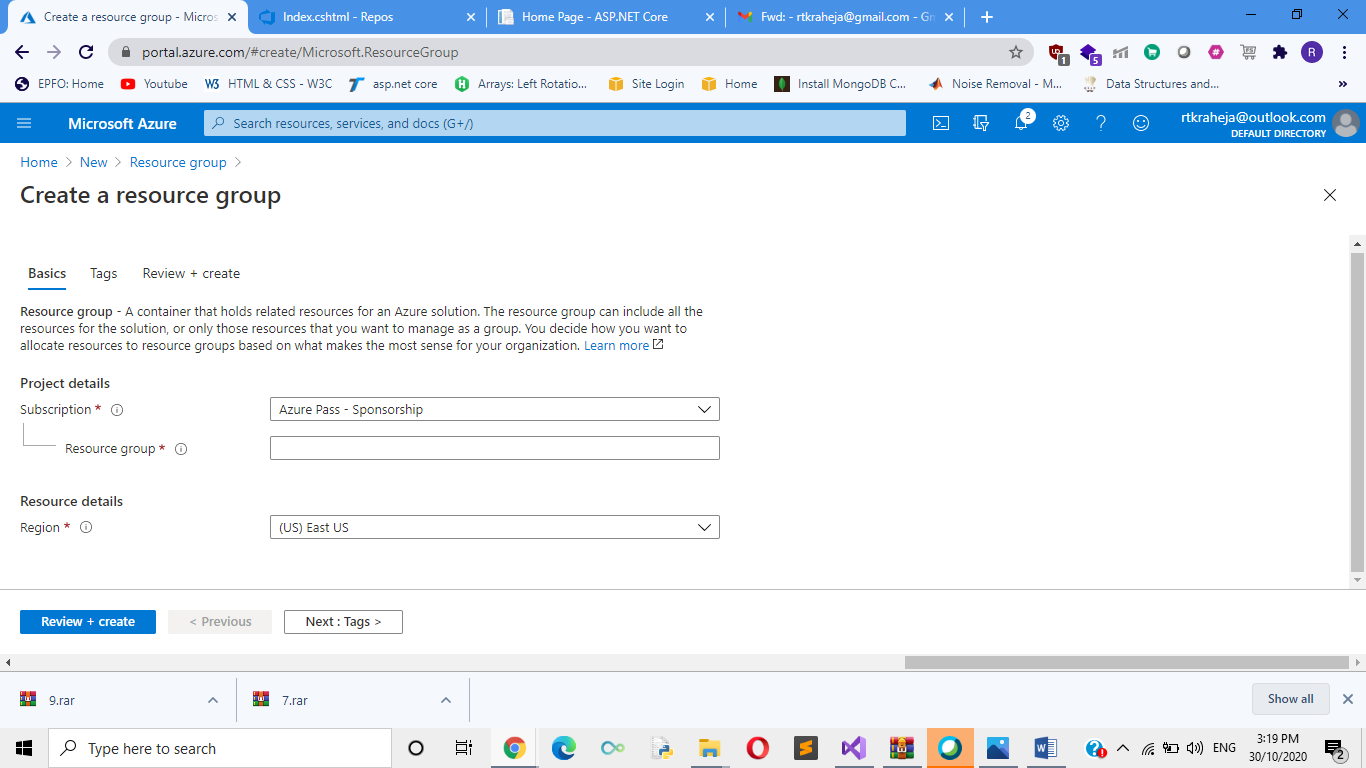 Create a resource group - Micros
Index.cshtml - Repos
Home Page - ASP.NET Core
Fwd: - rtkraheja@gmail.com - Gm
portal.azure.com/#create/Microsoft.ResourceGroup
1
5
R
EPFO: Home
Youtube
HTML & CSS - W3C
asp.net core
Arrays: Left Rotatio...
Site Login
Home
Install MongoDB C...
Noise Removal - M...
Data Structures and...
Microsoft Azure
Search resources, services, and docs (G+/)
2
rtkraheja@outlook.com
DEFAULT DIRECTORY
Home > New > Resource group >
Create a resource group
Basics
Tags
Review + create
Resource group - A container that holds related resources for an Azure solution. The resource group can include all the
resources for the solution, or only those resources that you want to manage as a group. You decide how you want to
allocate resources to resource groups based on what makes the most sense for your organization. Learn more
Project details
Subscription *
Azure Pass - Sponsorship
Resource group *
Resource details
Region *
(US) East US
Review + create
< Previous
Next : Tags >
9.rar
7.rar
Show all
Type here to search
ENG
3:19 PM
30/10/2020
2